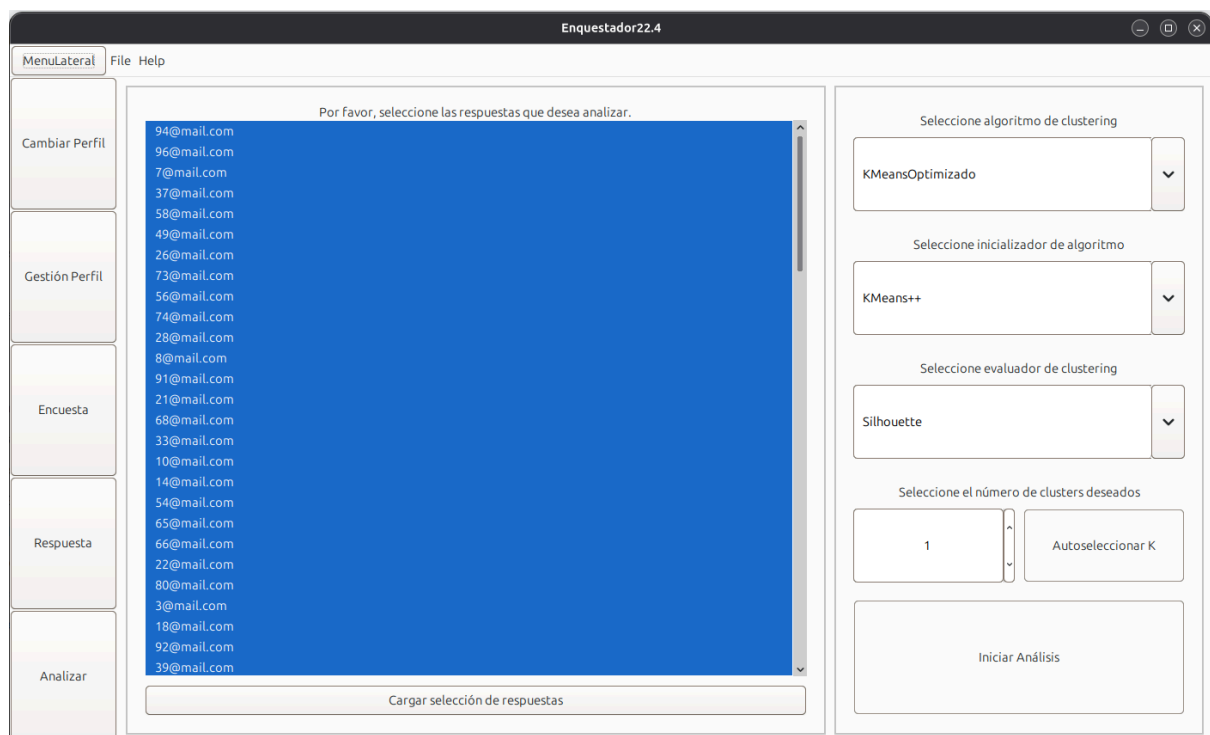 Enquestador22.4
MenuLateral File Help
Cambiar Perfil
Gestión Perfil
Encuesta
Respuesta
Analizar
Por favor, seleccione las respuestas que desea analizar.
94@mail.com
96@mail.com
7@mail.com
37@mail.com
58@mail.com
49@mail.com
26@mail.com
73@mail.com
56@mail.com
74@mail.com
28@mail.com
8@mail.com
91@mail.com
21@mail.com
68@mail.com
33@mail.com
10@mail.com
14@mail.com
54@mail.com
65@mail.com
66@mail.com
22@mail.com
80@mail.com
3@mail.com
18@mail.com
92@mail.com
39@mail.com
Cargar selección de respuestas
Seleccione algoritmo de clustering
KMeansOptimizado
Seleccione inicializador de algoritmo
KMeans++
Seleccione evaluador de clustering
Silhouette
Seleccione el número de clusters deseados
1 Autoseleccionar K
Iniciar Análisis